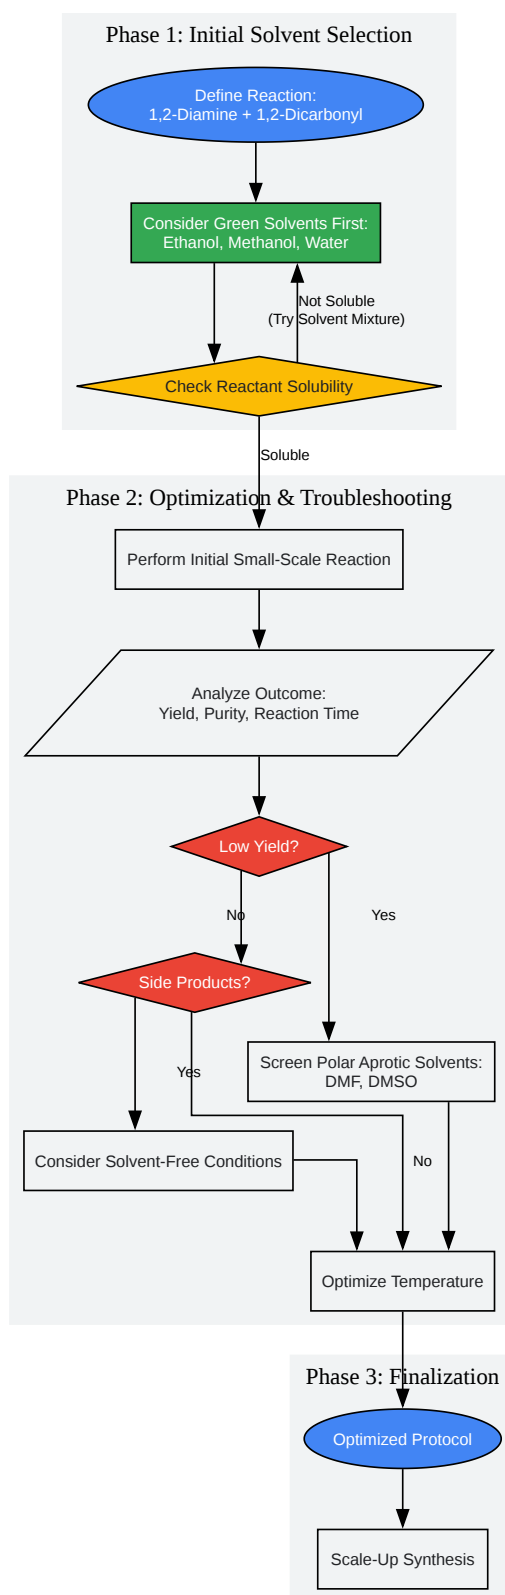 Phase 1: Initial Solvent Selection
Define Reaction:
1,2-Diamine + 1,2-Dicarbonyl
Consider Green Solvents First:
Ethanol, Methanol, Water
Not Soluble
(Try Solvent Mixture)
Check Reactant Solubility
Soluble
Phase 2: Optimization & Troubleshooting
Perform Initial Small-Scale Reaction
Analyze Outcome:
Yield, Purity, Reaction Time
Low Yield?
No
Yes
Side Products?
Screen Polar Aprotic Solvents:
DMF, DMSO
Yes
Consider Solvent-Free Conditions
No
Optimize Temperature
Phase 3: Finalization
Optimized Protocol
Scale-Up Synthesis